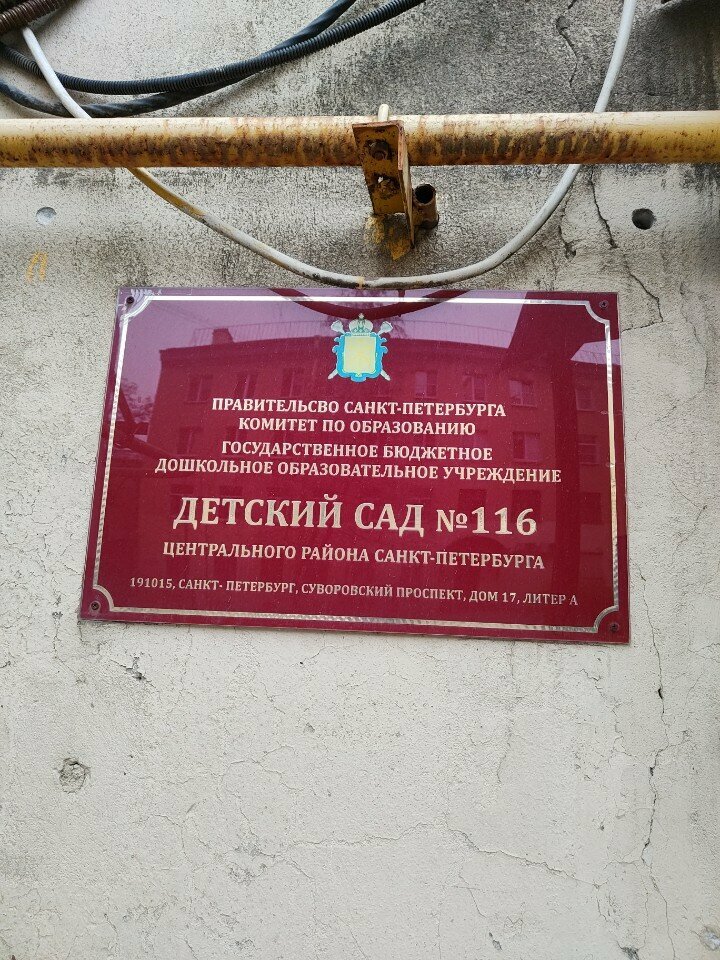 ПРАВИТЕЛЬСВО САНКТ-ПЕТЕРБУРГА
КОМИТЕТ ПО ОБРАЗОВАНИЮ
ГОСУДАРСТВЕННОЕ БЮДЖЕТНОЕ
ДОШКОЛЬНОЕ ОБРАЗОВАТЕЛЬНОЕ УЧРЕЖДЕНИЕ
ДЕТСКИЙ САД №116
ЦЕНТРАЛЬНОГО РАЙОНА САНКТ-ПЕТЕРБУРГА
191015, САНКТ- ПЕТЕРБУРГ, СУВОРОВСКИЙ ПРОСПЕКТ, ДОМ 17, ЛИТЕР А